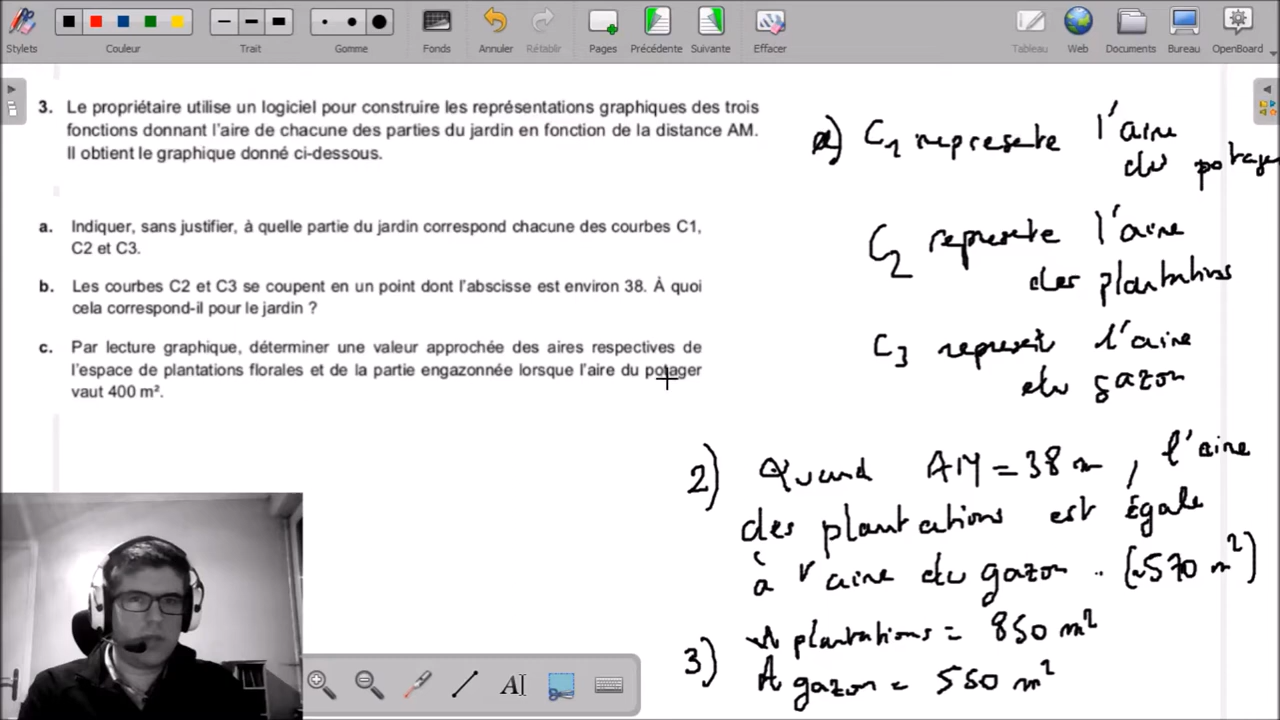 Stylets
Couleur
Trait
Gomme
Fonds
Annuler
Rétablir
Pages
Précédente
Suivante
Effacer
Tableau
Web
Documents
Bureau
OpenBoard
3. Le propriétaire utilise un logiciel pour construire les représentations graphiques des trois
fonctions donnant l'aire de chacune des parties du jardin en fonction de la distance AM.
Il obtient le graphique donné ci-dessous.
a. Indiquer, sans justifier, à quelle partie du jardin correspond chacune des courbes C1,
C2 et C3.
b. Les courbes C2 et C3 se coupent en un point dont l'abscisse est environ 38. À quoi
cela correspond-il pour le jardin ?
c. Par lecture graphique, déterminer une valeur approchée des aires respectives de
l'espace de plantations florales et de la partie engazonnée lorsque l'aire du potager
vaut 400 m².
a) C1 represente l'aire
du potager
C2 represente l'aire
des plantations
C3 l'aire
du gazon
2) Quand AM = 38 m, l'aire
des plantations est égale
à l'aire du gazon. (~570 m²)
3) A plantations = 850 m²
A gazon = 550 m²
AI